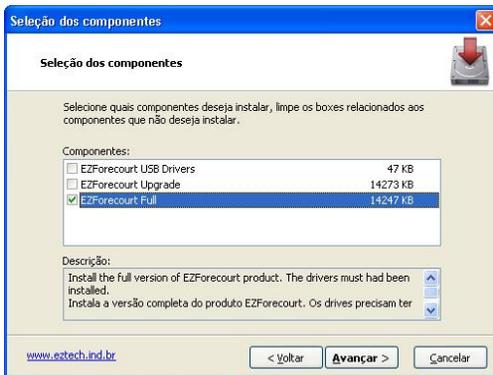 Seleção dos componentes
Seleção dos componentes
Selecione quais componentes deseja instalar, limpe os boxes relacionados aos
componentes que não deseja instalar.
Componentes:
EZForecourt USB Drivers 47 KB
EZForecourt Upgrade 14273 KB
EZForecourt Full 14247 KB
Descrição:
Install the full version of EZForecourt product. The drivers must had been
installed.
Instala a versão completa do produto EZForecourt. Os drives precisam ter
www.eztech.ind.br
< Voltar
Avançar >
Cancelar